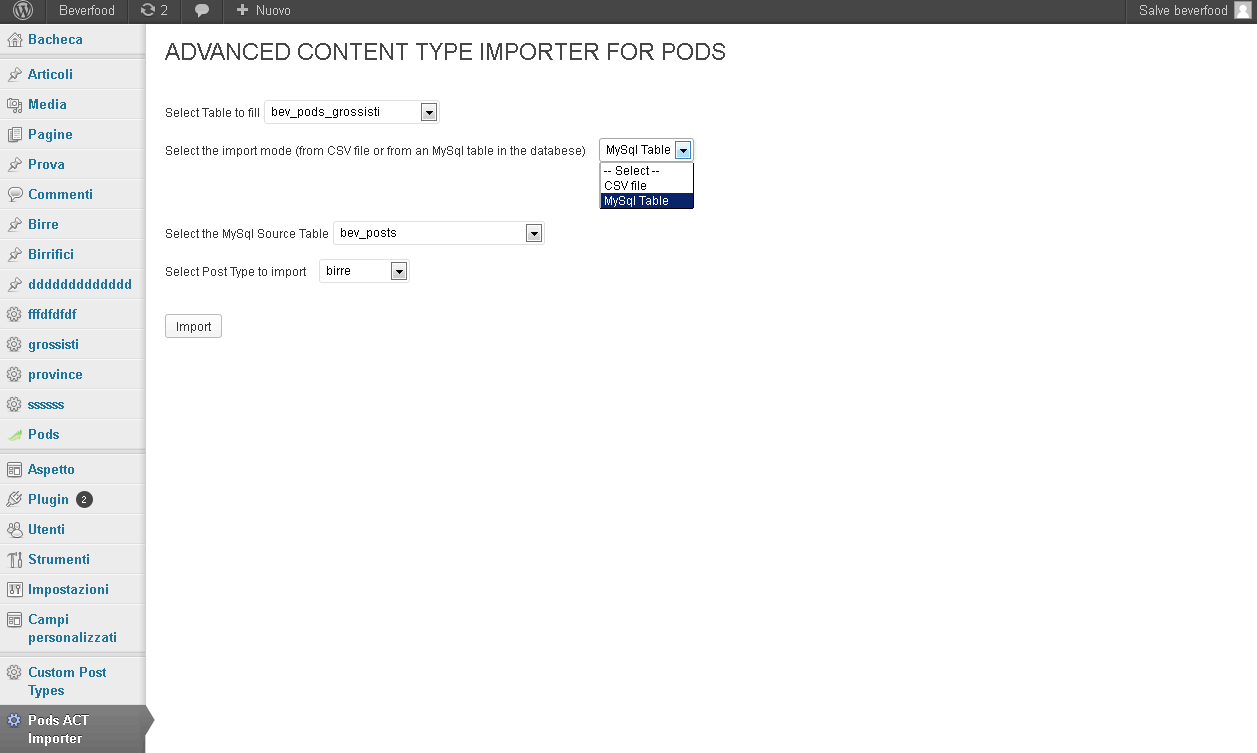 Beverfood 2 Nuovo Salve beverfood
Bacheca
Articoli
Media
Pagine
Prova
Commenti
Birre
Birrifici
ddddddddddddd
fffdfdfdf
grossisti
province
ssssss
Pods
Aspetto
Plugin 2
Utenti
Strumenti
Impostazioni
Campi
personalizzati
Custom Post
Types
Pods ACT
Importer
ADVANCED CONTENT TYPE IMPORTER FOR PODS
Select Table to fill bev_pods_grossisti
Select the import mode (from CSV file or from an MySql table in the databese) MySql Table
-- Select --
CSV file
MySql Table
Select the MySql Source Table bev_posts
Select Post Type to import birre
Import